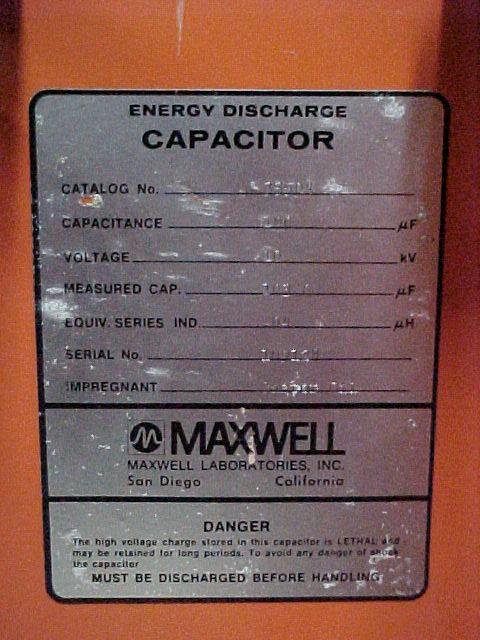 ENERGY DISCHARGE
CAPACITOR
CATALOG No.
CAPACITANCE µF
VOLTAGE kV
MEASURED CAP. µF
EQUIV. SERIES IND. µH
SERIAL No.
IMPREGNANT
MAXWELL
MAXWELL LABORATORIES, INC.
San Diego California
DANGER
The high voltage charge stored in this capacitor is LETHAL and
may be retained for long periods. To avoid any danger of shock
the capacitor
MUST BE DISCHARGED BEFORE HANDLING